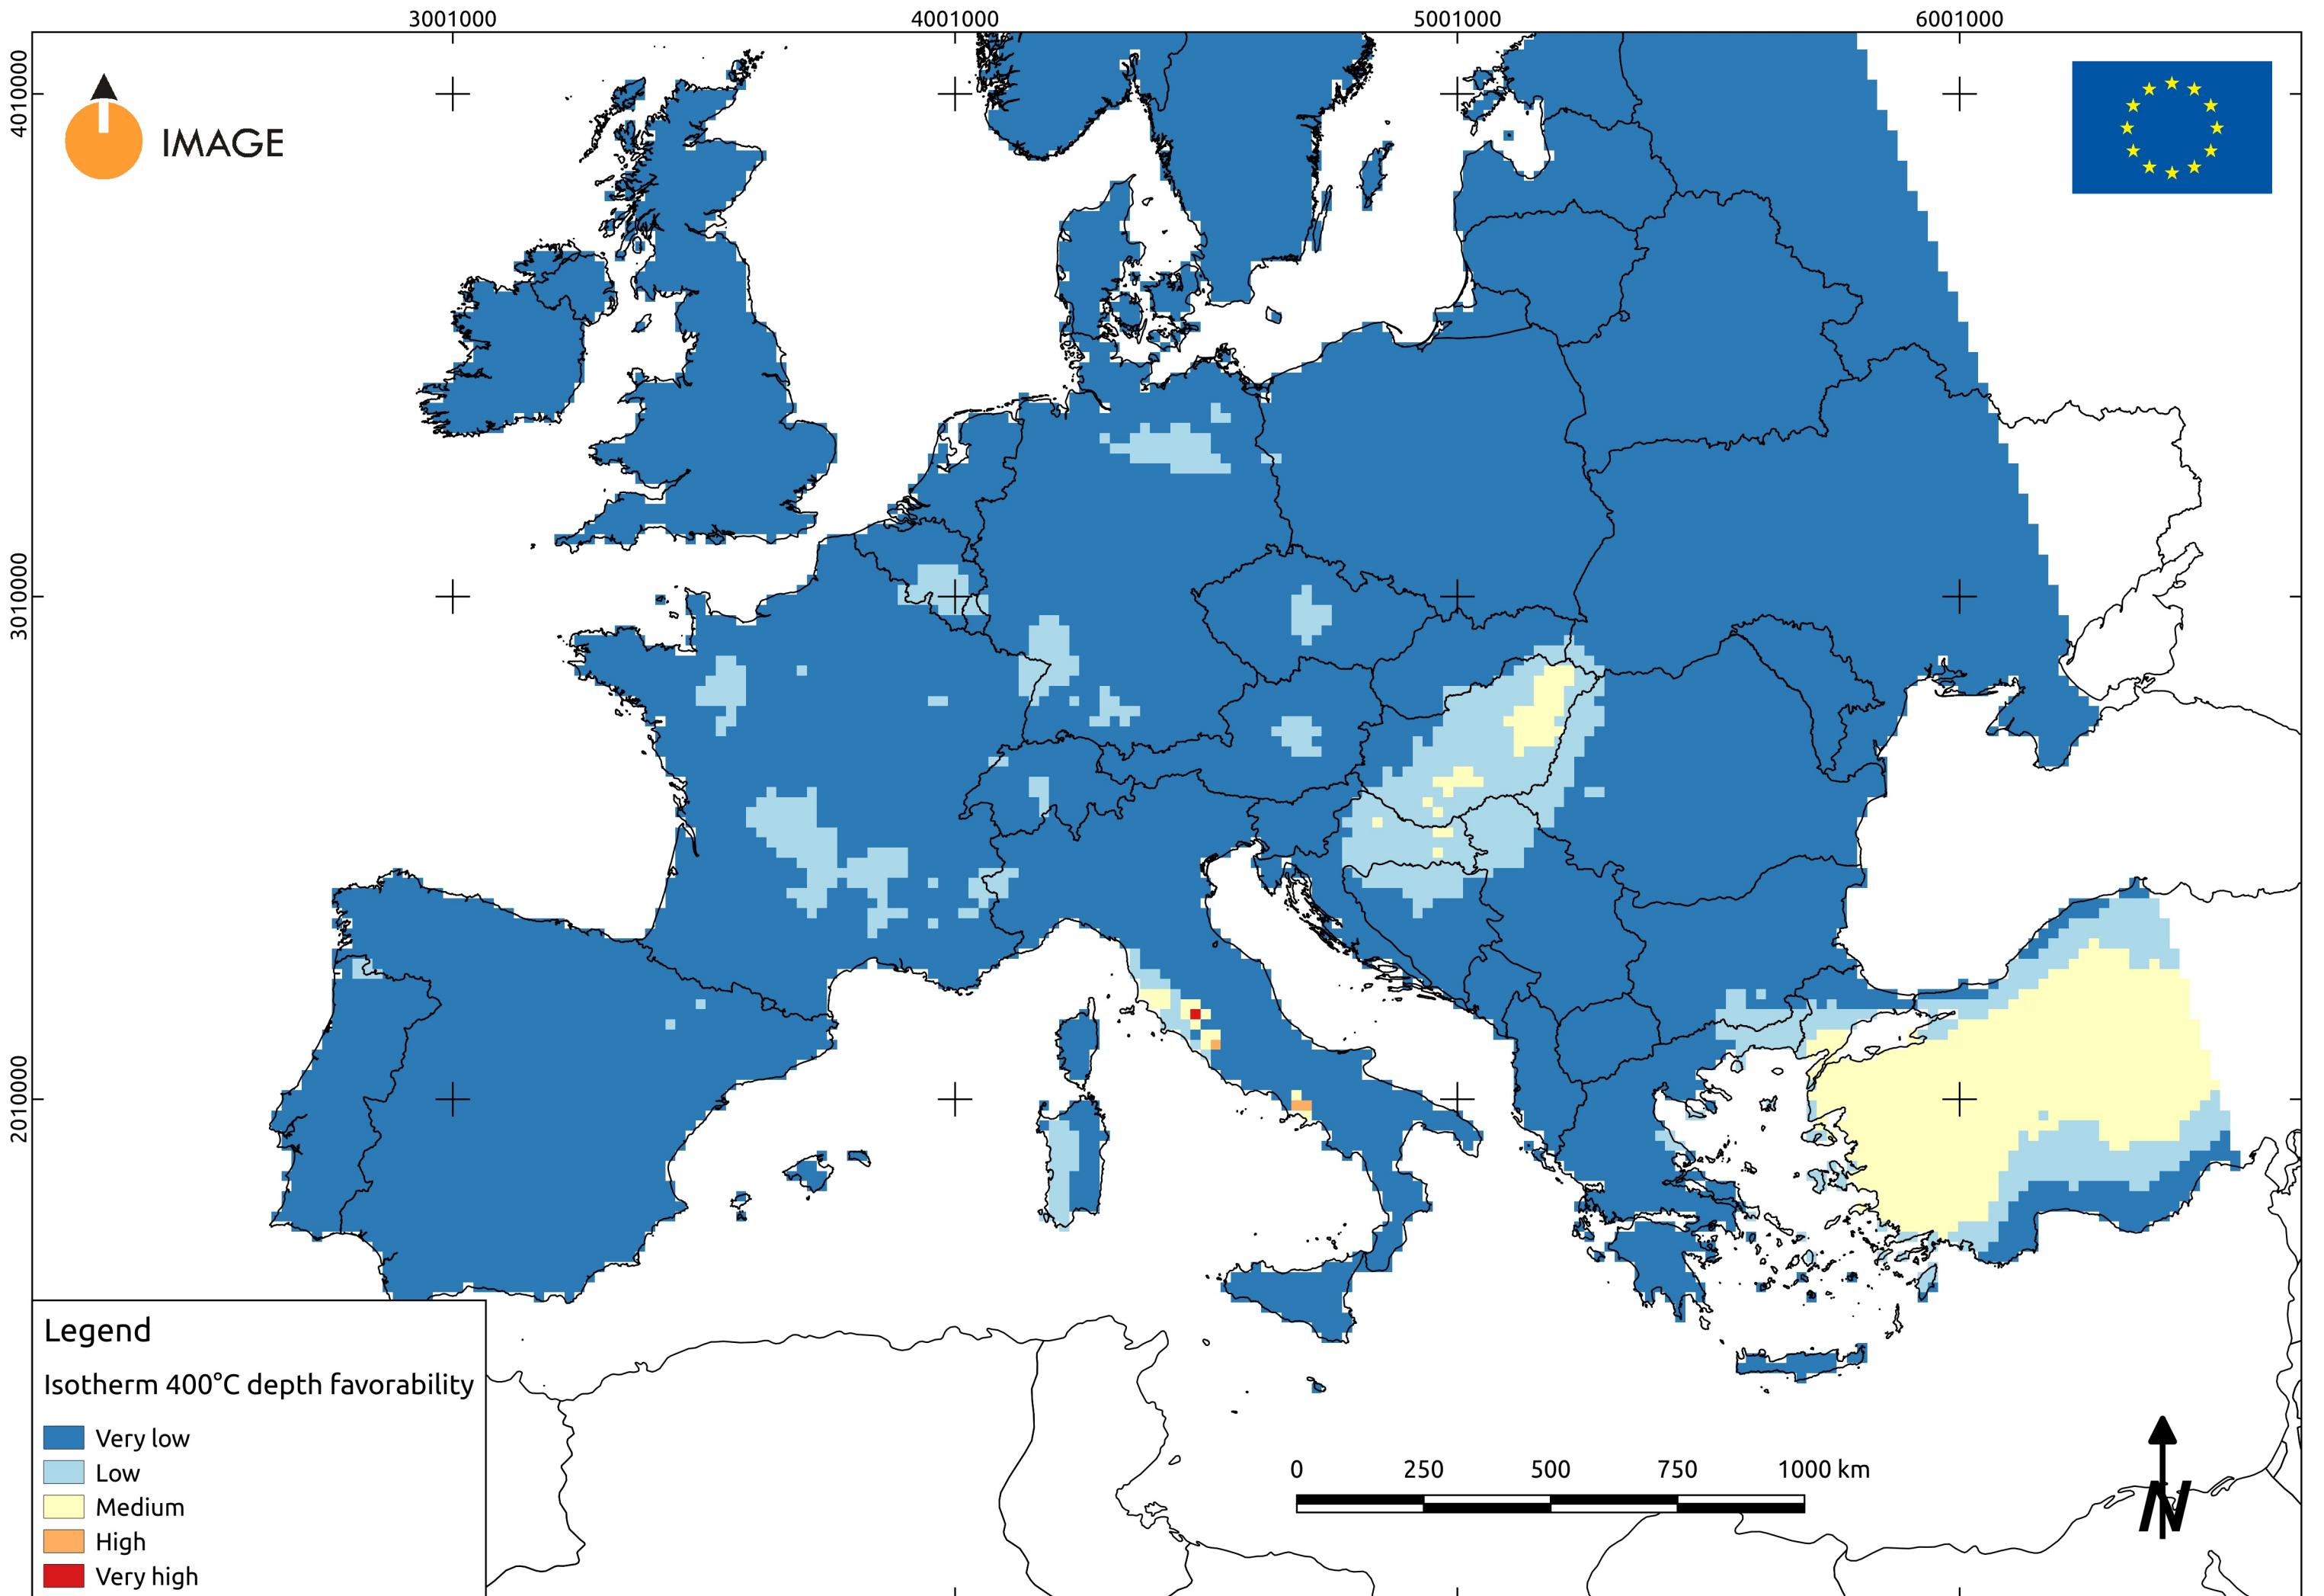 3001000
4001000
5001000
6001000
4010000
3010000
2010000
IMAGE
Legend
Isotherm 400°C depth favorability
Very low
Low
Medium
High
Very high
0 250 500 750 1000 km
N